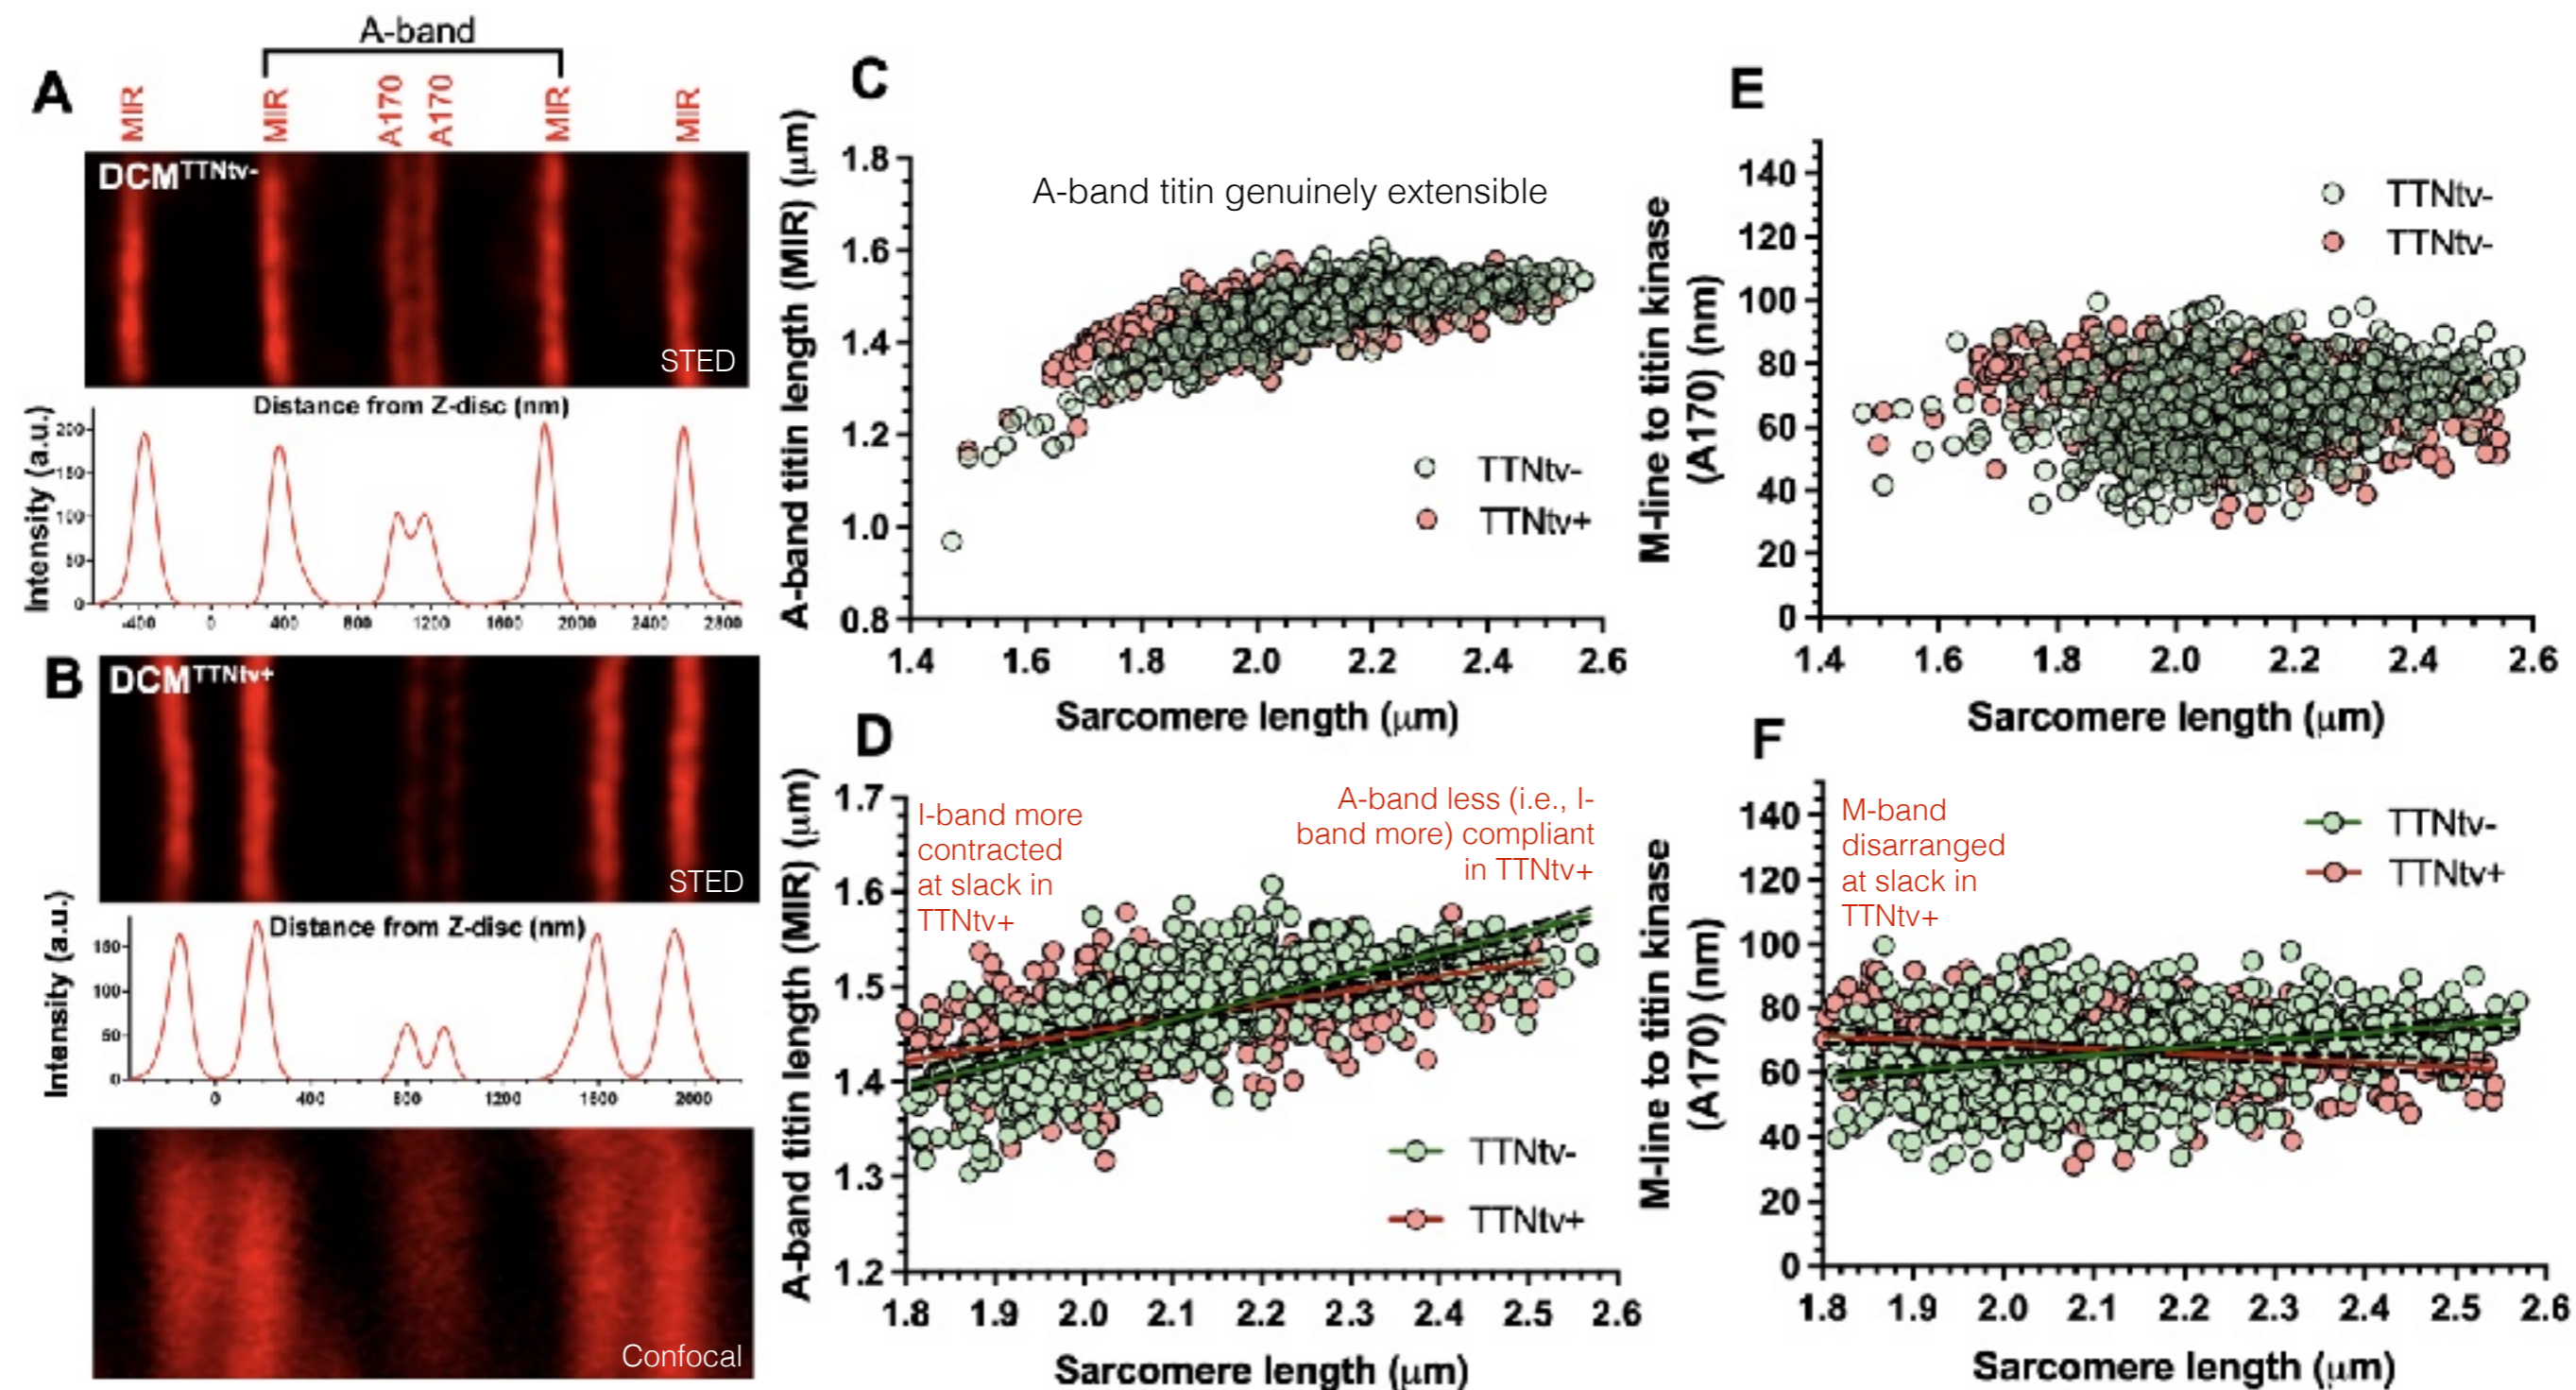 A-band
A
MIR
MIR
A170
A170
MIR
MIR
DCMTTNtv-
STED
Distance from Z-disc (nm)
Intensity (a.u.)
200
150
100
50
0
-400
0
400
800
1200
1600
2000
2400
2800
B
DCMTTNtv+
STED
Distance from Z-disc (nm)
Intensity (a.u.)
150
100
50
0
0
400
800
1200
1600
2000
Confocal
C
A-band titin length (MIR) (μm)
1.8
1.6
1.4
1.2
1.0
0.8
A-band titin genuinely extensible
TTNtv-
TTNtv+
1.4
1.6
1.8
2.0
2.2
2.4
2.6
Sarcomere length (μm)
D
A-band titin length (MIR) (μm)
1.7
1.6
1.5
1.4
1.3
1.2
I-band more
contracted
at slack in
TTNtv+
A-band less (i.e., I-
band more) compliant
in TTNtv+
TTNtv-
TTNtv+
1.8
1.9
2.0
2.1
2.2
2.3
2.4
2.5
2.6
Sarcomere length (μm)
E
M-line to titin kinase
(A170) (nm)
140
120
100
80
60
40
20
0
TTNtv-
TTNtv-
1.4
1.6
1.8
2.0
2.2
2.4
2.6
Sarcomere length (μm)
F
M-line to titin kinase
(A170) (nm)
140
120
100
80
60
40
20
0
M-band
disarranged
at slack in
TTNtv+
TTNtv-
TTNtv+
1.8
1.9
2.0
2.1
2.2
2.3
2.4
2.5
2.6
Sarcomere length (μm)